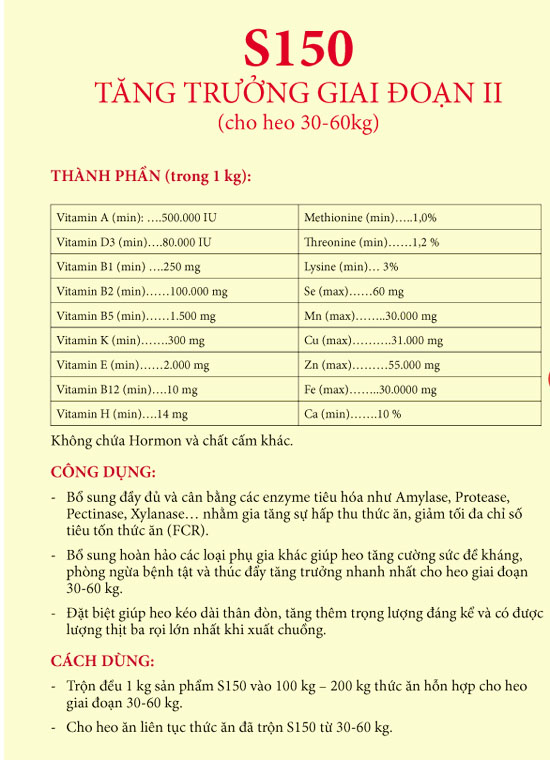 S150
TĂNG TRƯỞNG GIAI ĐOẠN II
(cho heo 30-60kg)
THÀNH PHẦN (trong 1 kg):
Vitamin A (min): ….500.000 IU
Methionine (min)…..1,0%
Vitamin D3 (min)….80.000 IU
Threonine (min)……1,2 %
Vitamin B1 (min) ….250 mg
Lysine (min)… 3%
Vitamin B2 (min)……100.000 mg
Se (max)……60 mg
Vitamin B5 (min)……1.500 mg
Mn (max)……..30.000 mg
Vitamin K (min)…….300 mg
Cu (max)……….31.000 mg
Vitamin E (min)……2.000 mg
Zn (max)………55.000 mg
Vitamin B12 (min)….10 mg
Fe (max)……..30.0000 mg
Vitamin H (min)….14 mg
Ca (min)…….10 %
Không chứa Hormon và chất cấm khác.
CÔNG DỤNG:
- Bổ sung đầy đủ và cân bằng các enzyme tiêu hóa như Amylase, Protease,
Pectinase, Xylanase… nhằm gia tăng sự hấp thu thức ăn, giảm tối đa chỉ số
tiêu tốn thức ăn (FCR).
- Bổ sung hoàn hảo các loại phụ gia khác giúp heo tăng cường sức đề kháng,
phòng ngừa bệnh tật và thúc đẩy tăng trưởng nhanh nhất cho heo giai đoạn
30-60 kg.
- Đặt biệt giúp heo kéo dài thân đòn, tăng thêm trọng lượng đáng kể và có được
lượng thịt ba rọi lớn nhất khi xuất chuồng.
CÁCH DÙNG:
- Trộn đều 1 kg sản phẩm S150 vào 100 kg – 200 kg thức ăn hỗn hợp cho heo
giai đoạn 30-60 kg.
- Cho heo ăn liên tục thức ăn đã trộn S150 từ 30-60 kg.